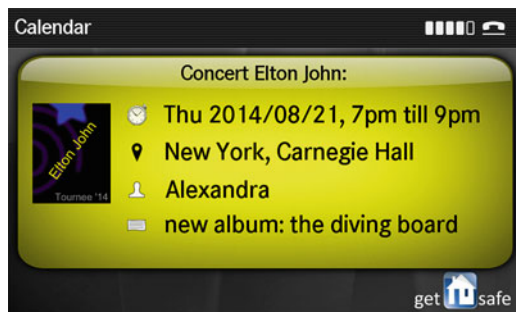 Calendar
Concert Elton John:
Thu 2014/08/21, 7pm till 9pm
New York, Carnegie Hall
Alexandra
new album: the diving board
Elton John
Tournee '14
get safe